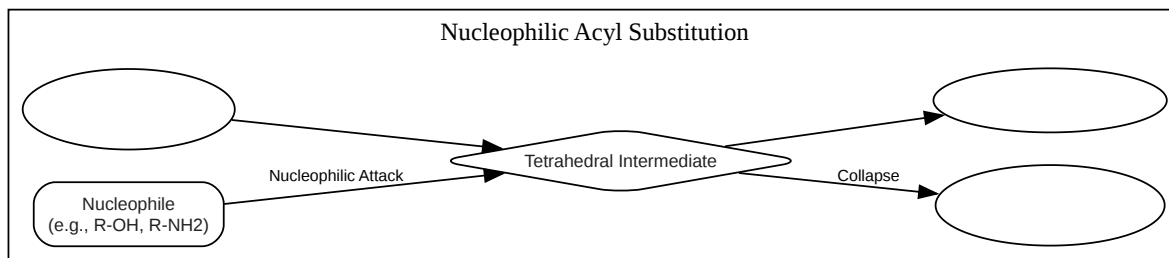 Nucleophilic Acyl Substitution
Nucleophilic Attack
Nucleophile
(e.g., R-OH, R-NH2)
Tetrahedral Intermediate
Collapse